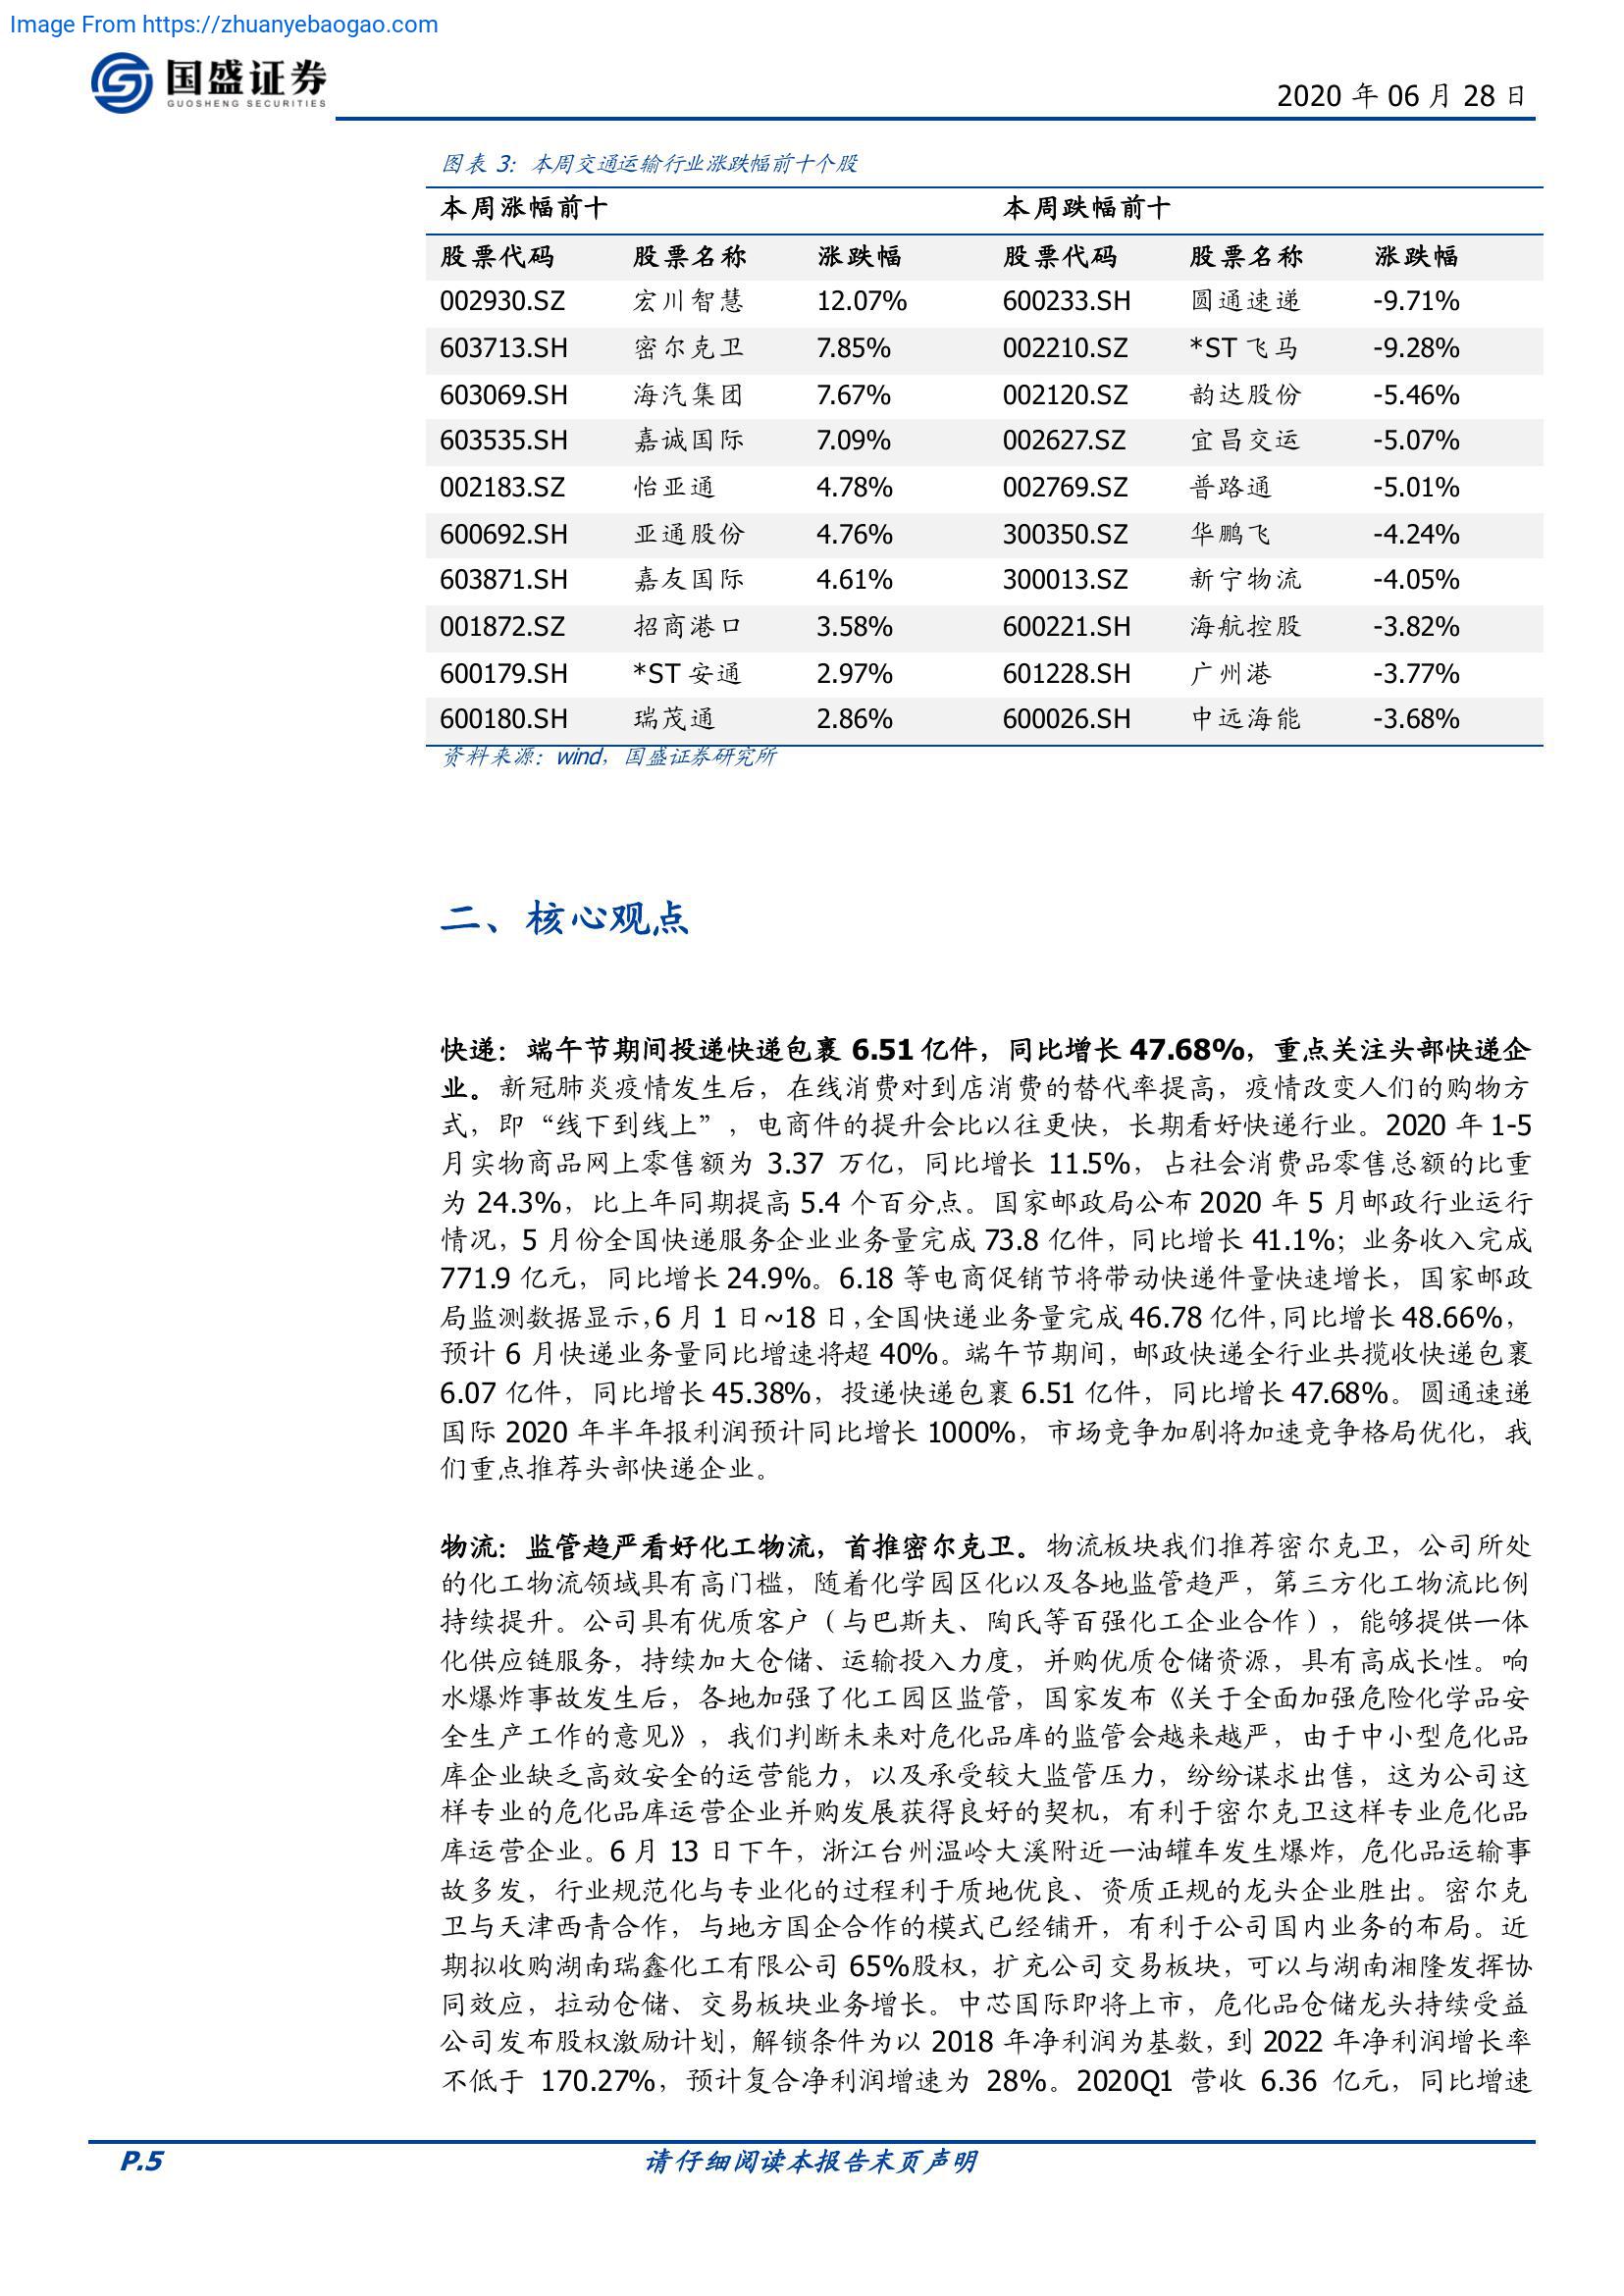 Image From https://zhuanyebaogao.com
国盛证券
GUOSHENG SECURITIES
2020 年 06 月 28 日
图表 3：本周交通运输行业涨跌幅前十个股
本周涨幅前十 本周跌幅前十
股票代码 股票名称 涨跌幅 股票代码 股票名称 涨跌幅
002930.SZ 宏川智慧 12.07% 600233.SH 圆通速递 -9.71%
603713.SH 密尔克卫 7.85% 002210.SZ *ST 飞马 -9.28%
603069.SH 海汽集团 7.67% 002120.SZ 韵达股份 -5.46%
603535.SH 嘉诚国际 7.09% 002627.SZ 宜昌交运 -5.07%
002183.SZ 怡亚通 4.78% 002769.SZ 普路通 -5.01%
600692.SH 亚通股份 4.76% 300350.SZ 华鹏飞 -4.24%
603871.SH 嘉友国际 4.61% 300013.SZ 新宁物流 -4.05%
001872.SZ 招商港口 3.58% 600221.SH 海航控股 -3.82%
600179.SH *ST 安通 2.97% 601228.SH 广州港 -3.77%
600180.SH 瑞茂通 2.86% 600026.SH 中远海能 -3.68%
资料来源：wind，国盛证券研究所
二、核心观点
快递：端午节期间投递快递包裹 6.51 亿件，同比增长 47.68%，重点关注头部快递企
业。新冠肺炎疫情发生后，在线消费对到店消费的替代率提高，疫情改变人们的购物方
式，即“线下到线上”，电商件的提升会比以往更快，长期看好快递行业。2020 年 1-5
月实物商品网上零售额为 3.37 万亿，同比增长 11.5%，占社会消费品零售总额的比重
为 24.3%，比上年同期提高 5.4 个百分点。国家邮政局公布 2020 年 5 月邮政行业运行
情况，5 月份全国快递服务企业业务量完成 73.8 亿件，同比增长 41.1%；业务收入完成
771.9 亿元，同比增长 24.9%。6.18 等电商促销节将带动快递件量快速增长，国家邮政
局监测数据显示，6 月 1 日~18 日，全国快递业务量完成 46.78 亿件，同比增长 48.66%，
预计 6 月快递业务量同比增速将超 40%。端午节期间，邮政快递全行业共揽收快递包裹
6.07 亿件，同比增长 45.38%，投递快递包裹 6.51 亿件，同比增长 47.68%。圆通速递
国际 2020 年半年报利润预计同比增长 1000%，市场竞争加剧将加速竞争格局优化，我
们重点推荐头部快递企业。
物流：监管趋严看好化工物流，首推密尔克卫。物流板块我们推荐密尔克卫，公司所处
的化工物流领域具有高门槛，随着化学园区化以及各地监管趋严，第三方化工物流比例
持续提升。公司具有优质客户（与巴斯夫、陶氏等百强化工企业合作），能够提供一体
化供应链服务，持续加大仓储、运输投入力度，并购优质仓储资源，具有高成长性。响
水爆炸事故发生后，各地加强了化工园区监管，国家发布《关于全面加强危险化学品安
全生产工作的意见》，我们判断未来对危化品库的监管会越来越严，由于中小型危化品
库企业缺乏高效安全的运营能力，以及承受较大监管压力，纷纷谋求出售，这为公司这
样专业的危化品库运营企业并购发展获得良好的契机，有利于密尔克卫这样专业危化品
库运营企业。6 月 13 日下午，浙江台州温岭大溪附近一油罐车发生爆炸，危化品运输事
故多发，行业规范化与专业化的过程利于质地优良、资质正规的龙头企业胜出。密尔克
卫与天津西青合作，与地方国企合作的模式已经铺开，有利于公司国内业务的布局。近
期拟收购湖南瑞鑫化工有限公司 65%股权，扩充公司交易板块，可以与湖南湘隆发挥协
同效应，拉动仓储、交易板块业务增长。中芯国际即将上市，危化品仓储龙头持续受益
公司发布股权激励计划，解锁条件为以 2018 年净利润为基数，到 2022 年净利润增长率
不低于 170.27%，预计复合净利润增速为 28%。2020Q1 营收 6.36 亿元，同比增速
P.5 请仔细阅读本报告末页声明